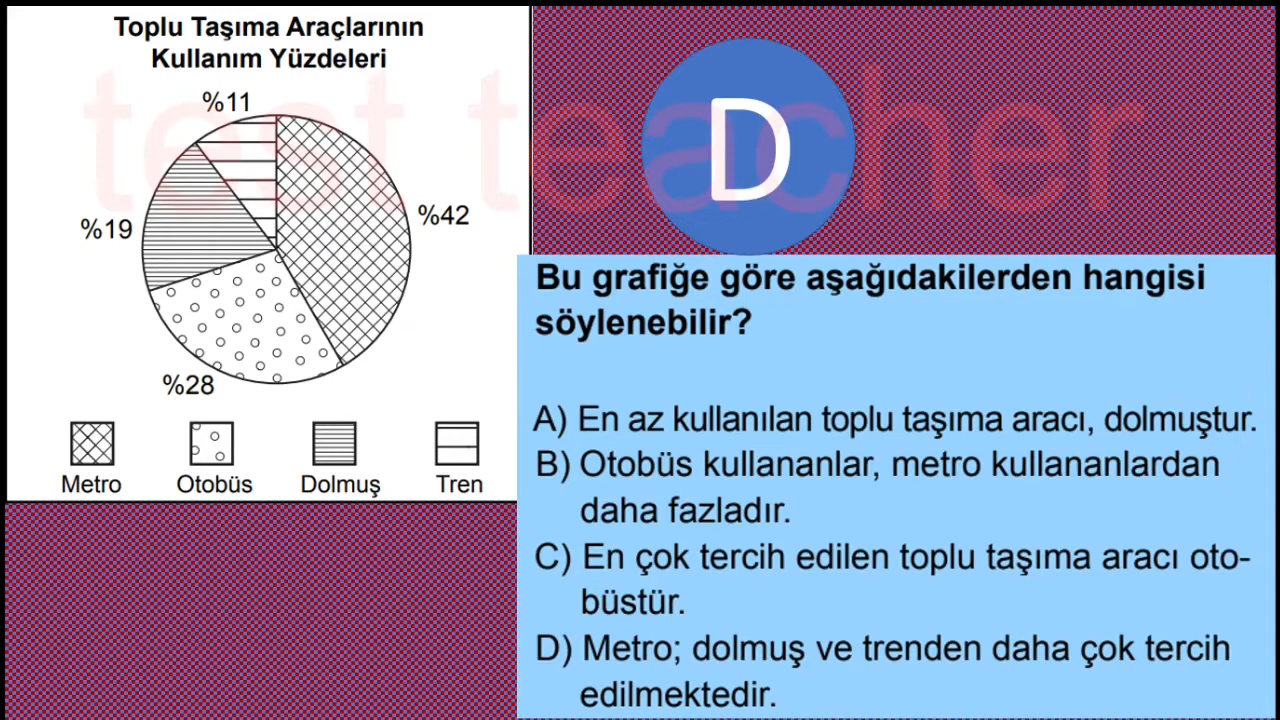 Toplu Taşıma Araçlarının
Kullanım Yüzdeleri
%11
%42
%19
%28
Metro
Otobüs
Dolmuş
Tren
test teacher
D
Bu grafiğe göre aşağıdakilerden hangisi
söylenebilir?
A) En az kullanılan toplu taşıma aracı, dolmuştur.
B) Otobüs kullananlar, metro kullananlardan
daha fazladır.
C) En çok tercih edilen toplu taşıma aracı oto-
büstür.
D) Metro; dolmuş ve trenden daha çok tercih
edilmektedir.